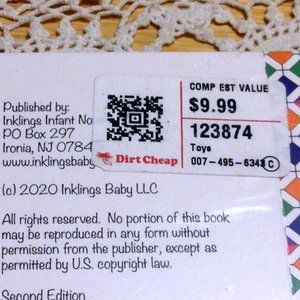 Published by:
Inklings Infant
PO Box 297
Ironia, NJ
www.inklingsbaby
(c) 2020 Inklings Baby LLC
All rights reserved. No portion of this book
may be reproduced in any form without
permission from the publisher, except as
permitted by U.S. copyright law.
Second Edition
COMP EST VALUE
$9.99
123874
Toys
007-495-6343 C
Dirt Cheap